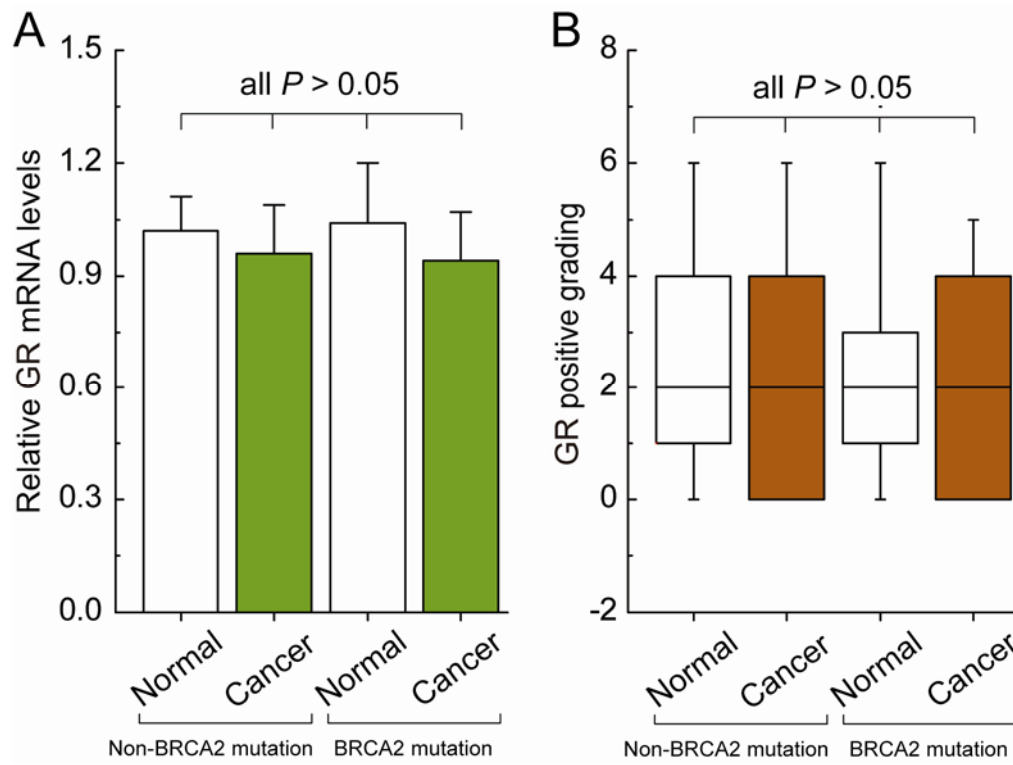 A
Relative GR mRNA levels
1.5
1.2
0.9
0.6
0.3
0.0
all P > 0.05
Normal
Cancer
Normal
Cancer
Non-BRCA2 mutation
BRCA2 mutation
B
GR positive grading
8
6
4
2
0
-2
all P > 0.05
Normal
Cancer
Normal
Cancer
Non-BRCA2 mutation
BRCA2 mutation